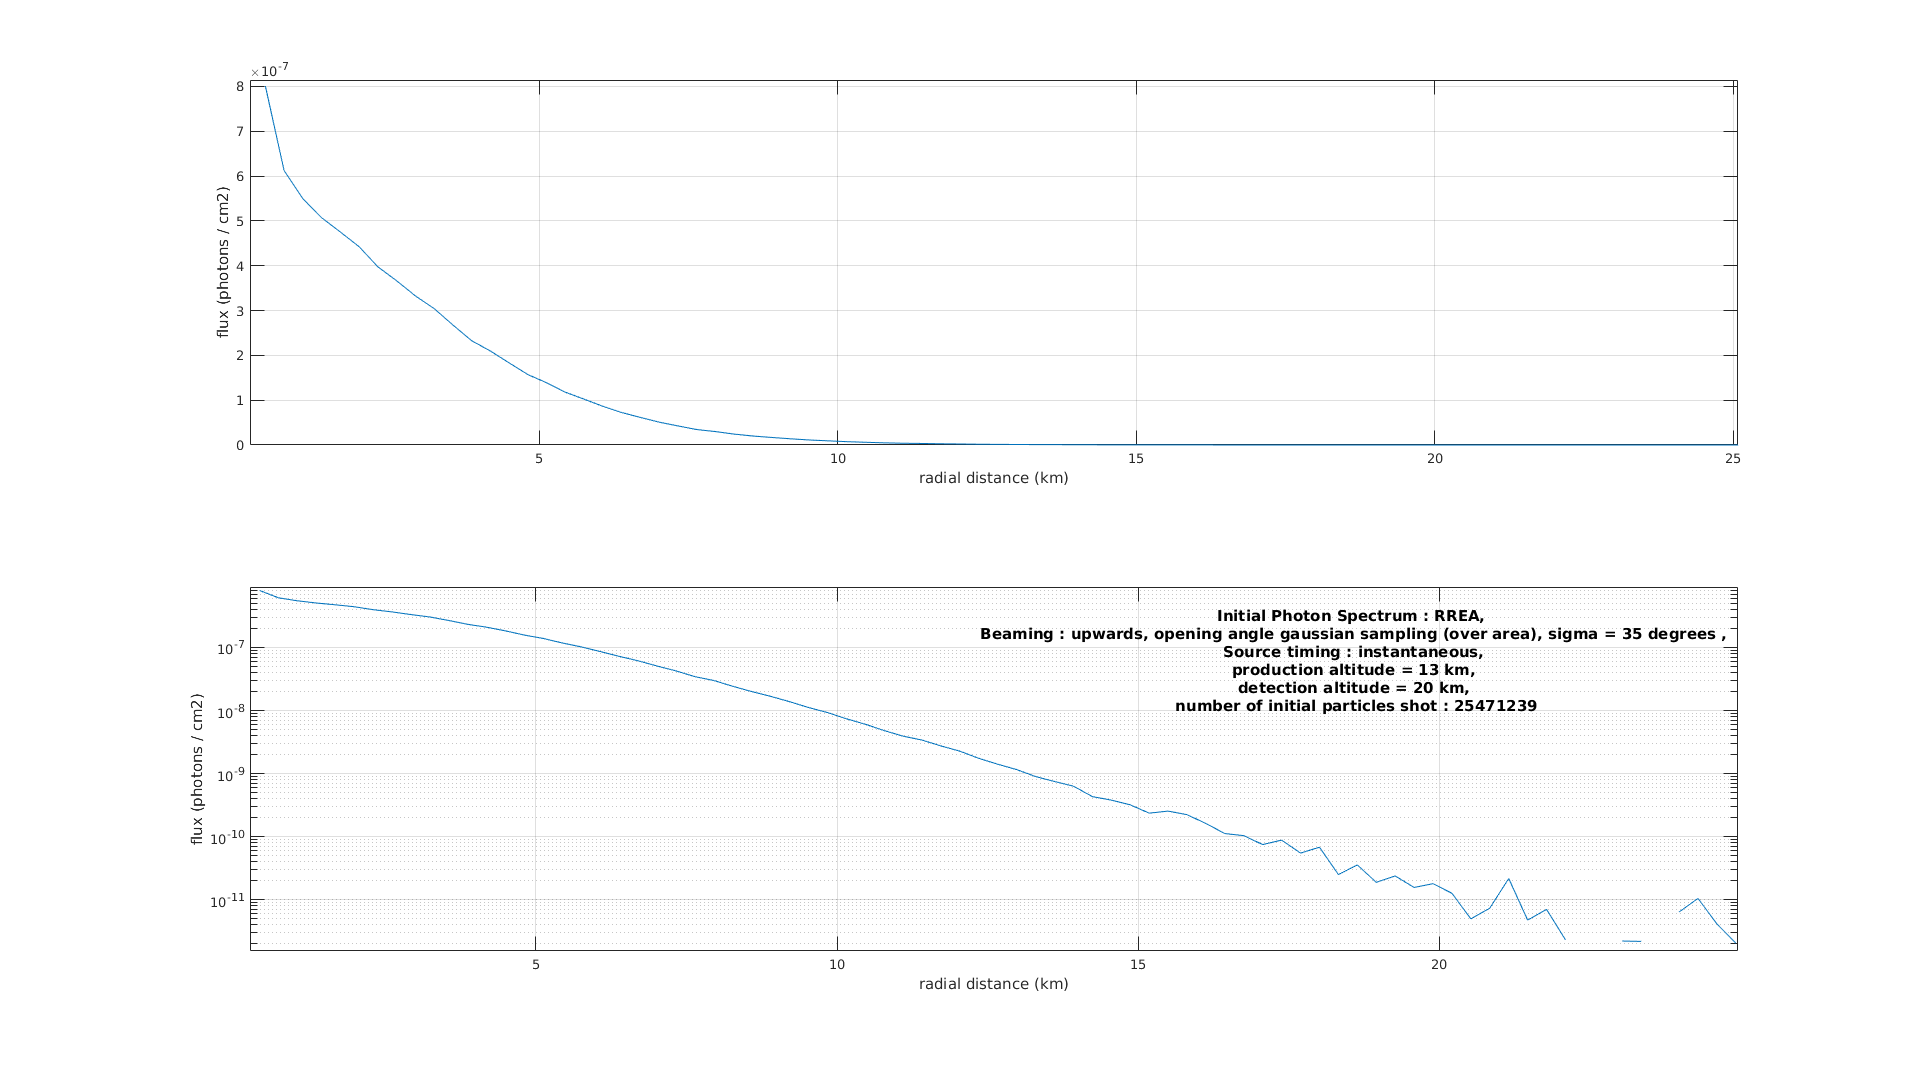 ×10-7
8
7
6
5
4
3
2
1
0
flux (photons / cm2)
5 10 15 20 25
radial distance (km)
Initial Photon Spectrum : RREA,
Beaming : upwards, opening angle gaussian sampling (over area), sigma = 35 degrees ,
Source timing : instantaneous,
production altitude = 13 km,
detection altitude = 20 km,
number of initial particles shot : 25471239
10-7
10-8
10-9
10-10
10-11
flux (photons / cm2)
5 10 15 20
radial distance (km)